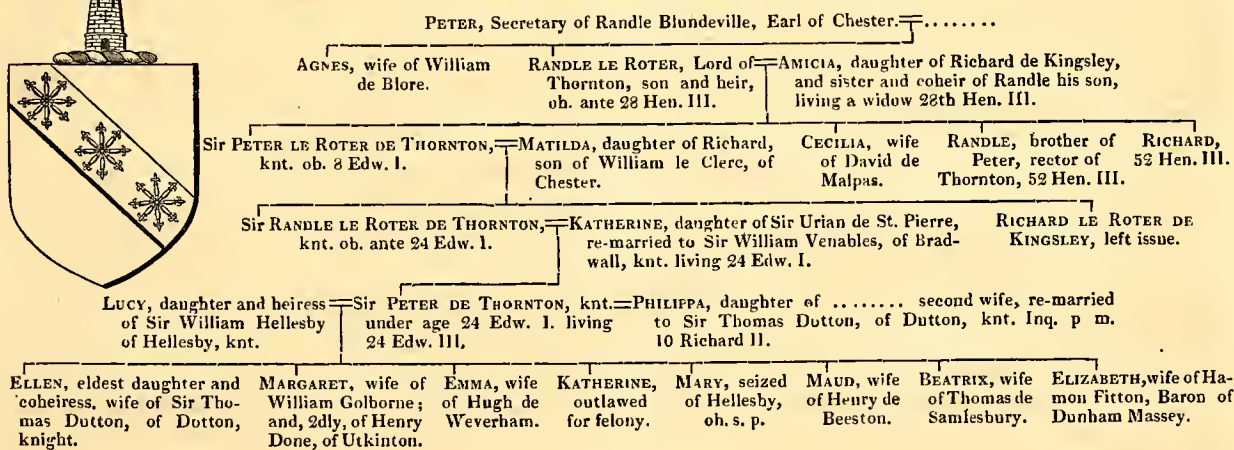 PETER, Secretary of Randle Blundeville, Earl of Chester.=........
AGNES, wife of William
de Blore.
RANDLE LE ROTER, Lord of
Thornton, son and heir,
ob. ante 28 Hen. III.
=AMICIA, daughter of Richard de Kingsley,
and sister and coheir of Randle his son,
living a widow 28th Hen. III.
Sir PETER LE ROTER DE THORNTON,
knt. ob. 8 Edw. I.
=MATILDA, daughter of Richard,
son of William le Clerc, of
Chester.
CECILIA, wife
of David de
Malpas.
RANDLE, brother of
Peter, rector of
Thornton, 52 Hen. III.
RICHARD,
52 Hen. III.
Sir RANDLE LE ROTER DE THORNTON,
knt. ob. ante 24 Edw. I.
=KATHERINE, daughter of Sir Urian de St. Pierre,
re-married to Sir William Venables, of Brad-
wall, knt. living 24 Edw. I.
RICHARD LE ROTER DE
KINGSLEY, left issue.
LUCY, daughter and heiress
of Sir William Hellesby
of Hellesby, knt.
=Sir PETER DE THORNTON, knt.
under age 24 Edw. I. living
24 Edw. III.
=PHILIPPA, daughter of ........ second wife, re-married
to Sir Thomas Dutton, of Dutton, knt. Inq. p m.
10 Richard II.
ELLEN, eldest daughter and
coheiress, wife of Sir Tho-
mas Dutton, of Dutton,
knight.
MARGARET, wife of
William Golborne;
and, 2dly, of Henry
Done, of Utkinton.
EMMA, wife
of Hugh de
Weverham.
KATHERINE,
outlawed
for felony.
MARY, seized
of Hellesby,
ob. s. p.
MAUD, wife
of Henry de
Beeston.
BEATRIX, wife
of Thomas de
Samlesbury.
ELIZABETH, wife of Ha-
mon Fitton, Baron of
Dunham Massey.